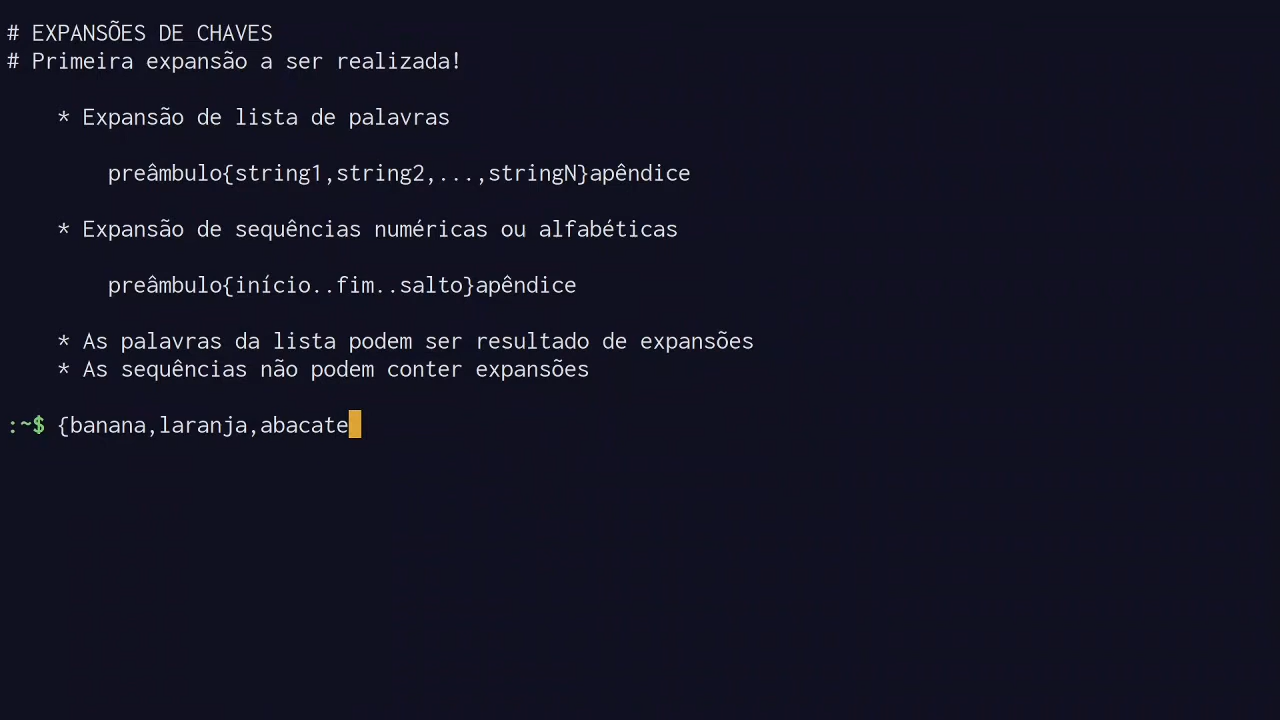 # EXPANSÕES DE CHAVES
# Primeira expansão a ser realizada!
* Expansão de lista de palavras
preâmbulo{string1,string2,...,stringN}apêndice
* Expansão de sequências numéricas ou alfabéticas
preâmbulo{início..fim..salto}apêndice
* As palavras da lista podem ser resultado de expansões
* As sequências não podem conter expansões
:~$ {banana,laranja,abacate